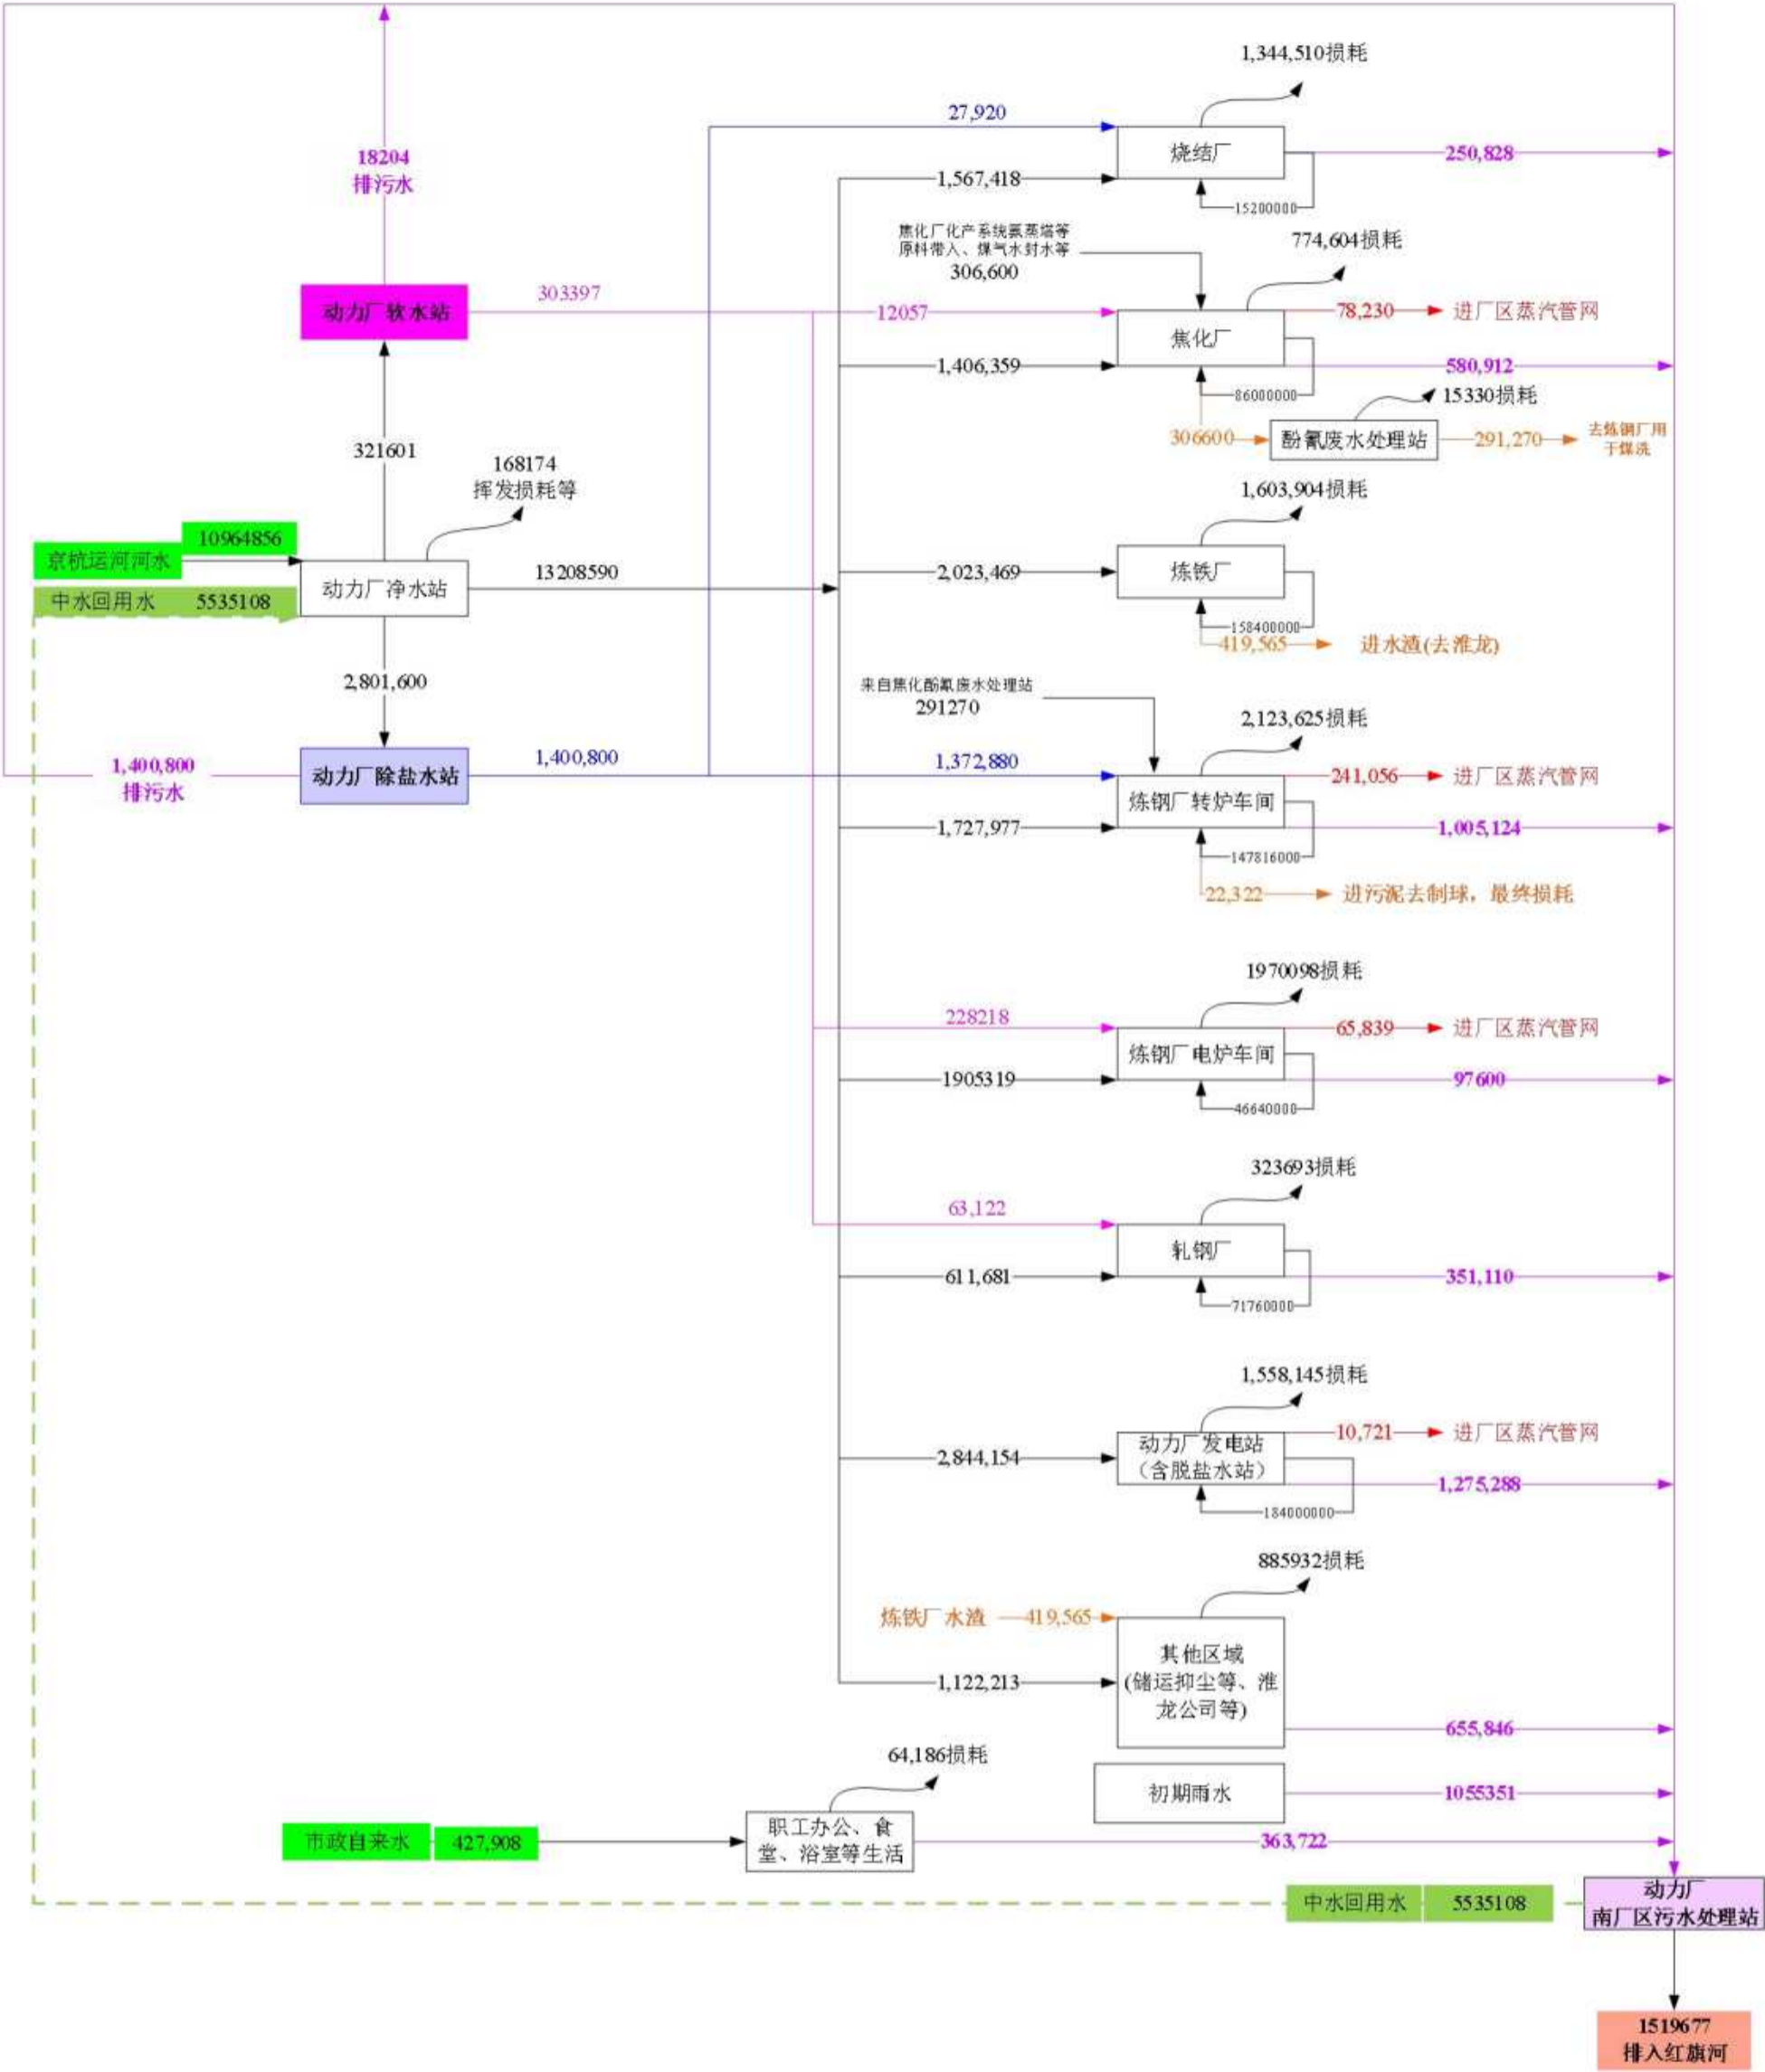 1,344,510损耗
27,920
烧结厂
250,828
1,567,418
15200000
18204
排污水
焦化厂化产系统氨蒸塔等
原料带入、煤气水封水等
306,600
774,604损耗
动力厂软水站
303397
12057
78,230
进厂区蒸汽管网
焦化厂
1,406,359
580,912
86000000
15330损耗
306600
酚氰废水处理站
291,270
去炼钢厂用
于煤洗
321601
168174
挥发损耗等
1,603,904损耗
京杭运河河水
10964856
中水回用水
5535108
动力厂净水站
13208590
2,023,469
炼铁厂
158400000
419,565
进水渣(去淮龙)
2,801,600
来自焦化酚氰废水处理站
291270
2,123,625损耗
1,400,800
排污水
动力厂除盐水站
1,400,800
1,372,880
241,056
进厂区蒸汽管网
炼钢厂转炉车间
1,727,977
1,005,124
147816000
22,322
进污泥去制球，最终损耗
1970098损耗
228218
65,839
进厂区蒸汽管网
炼钢厂电炉车间
1905319
97600
46640000
323693损耗
63,122
轧钢厂
611,681
351,110
71760000
1,558,145损耗
10,721
进厂区蒸汽管网
动力厂发电站
（含脱盐水站）
2,844,154
1,275,288
184000000
885932损耗
炼铁厂水渣
419,565
其他区域
(储运抑尘等、淮
龙公司等)
1,122,213
655,846
64,186损耗
初期雨水
1055351
市政自来水
427,908
职工办公、食
堂、浴室等生活
363,722
中水回用水
5535108
动力厂
南厂区污水处理站
1519677
排入红旗河